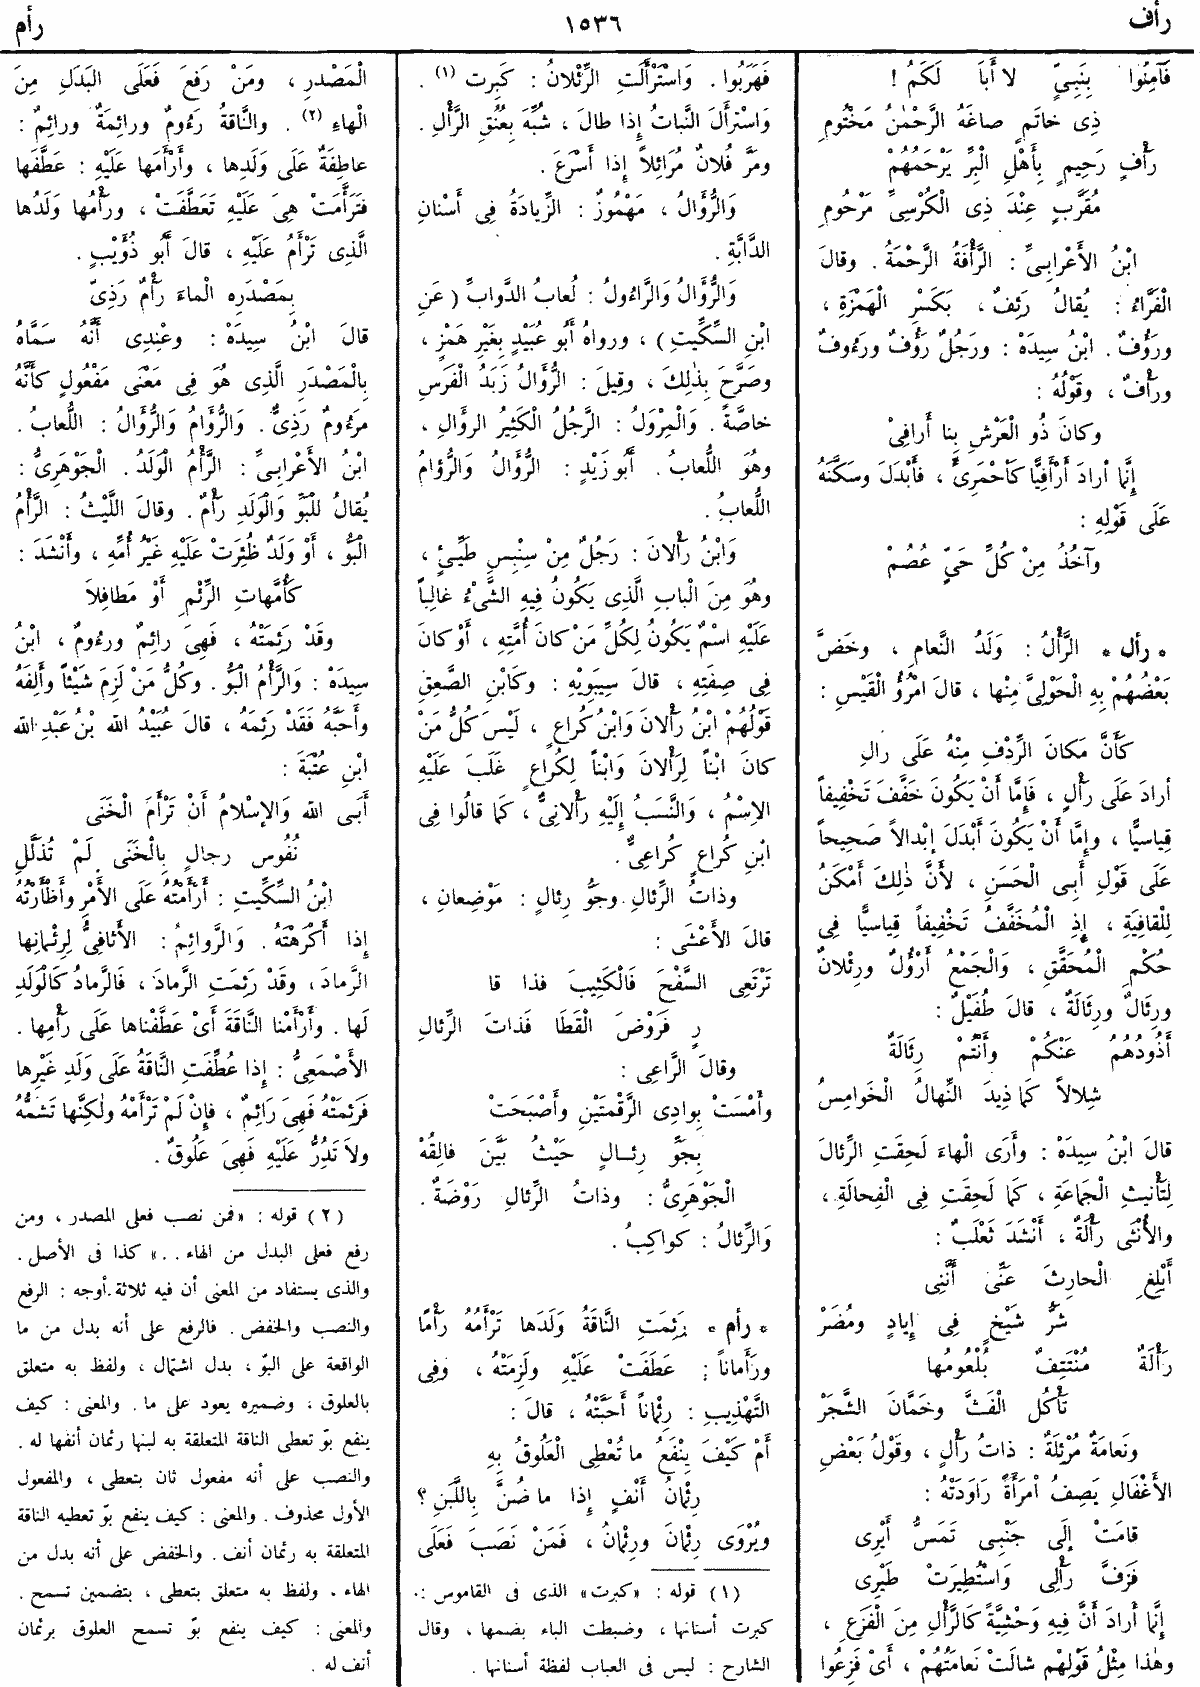 رأف
١٥٣٦
رأم
فَآمِنُوا بِنَبِىٍّ لا أَبا لَكَمُ !
ذِى خاتَمٍ صاغَهُ الرَّحْمٰنُ مَخْتُومِ
رَأْفٍ رَحِيمٍ بِأَهْلِ الْبِرِّ يَرْحَمُهُمْ
مُقَرَّبٍ عِنْدَ ذِى الْكُرْسِىِّ مَرْحُومِ
ابْنُ الأَعْرابِىِّ : الرَّأْفَةُ الرَّحْمَةُ . وقالَ
الْفَرَّاءُ : يُقالُ رَئِفٌ ، بِكَسْرِ الْهَمْزَةِ ،
ورَؤُفٌ . ابْنُ سِيدَهْ : ورَجُلٌ رَؤُفٌ ورَءُوفٌ
ورَأْفٌ ، وقَوْلُهُ :
وكانَ ذُو الْعَرْشِ بِنا أَرافِىْ
إِنَّما أَرادَ أَرْأَفِيًّا كَأَحْمَرِىٍّ ، فَأَبْدَلَ وسَكَّنَهُ
عَلَى قَوْلِهِ :
وآخُذُ مِنْ كُلِّ حَىٍّ عُصُمْ
* رأل * الرَّأْلُ : وَلَدُ النَّعامِ ، وخَصَّ
بَعْضُهُمْ بِهِ الْحَوْلِىَّ مِنْها ، قالَ امْرُؤُ الْقَيْسِ :
كَأَنَّ مَكانَ الرِّدْفِ مِنْهُ عَلَى رالِ
أرادَ عَلَى رَأْلٍ ، فَإِمَّا أَنْ يَكُونَ خَفَّفَ تَخْفِيفاً
قِياسِيًّا ، وإِمَّا أَنْ يَكُونَ أَبْدَلَ إِبْدالاً صَحِيحاً
عَلَى قَوْلِ أَبِى الْحَسَنِ ، لأَنَّ ذٰلِكَ أَمْكَنُ
لِلْقافِيَةِ ، إِذِ الْمُخَفَّفُ تَخْفِيفاً قِياسِيًّا فِى
حُكْمِ الْمُحَقَّقِ ، وَالْجَمْعُ أَرْؤُلٌ ورِئْلانٌ
ورِئالٌ ورِئالَةٌ ، قالَ طُفَيْلٌ :
أَذُودُهُمُ عَنْكُمْ وأَنْتُمْ رِئالَةٌ
شِلالاً كَما ذِيدَ النِّهالُ الْخَوامِسُ
قالَ ابْنُ سِيدَهْ : وأَرَى الْهاءَ لَحِقَتِ الرِّئالَ
لِتَأْنِيثِ الْجَماعَةِ ، كَما لَحِقَتِ فِى الْفِحالَةِ ،
والأُنْثَى رَأْلَةٌ ، أَنْشَدَ ثَعْلَبٌ :
أَبْلِغِ الْحارِثَ عَنِّى أَنَّنِى
شَرُّ شَيْخٍ فِى إِيادٍ ومُضَرْ
رَأْلَةٌ مُنْتَتِفٌ بُلْعُومُها
تَأْكُلُ الْفَثَّ وخَمَّانَ الشَّجَرْ
ونَعامَةٌ مُرْئِلَةٌ : ذاتُ رَأْلٍ ، وقَوْلُ بَعْضِ
الأَغْفالِ يَصِفُ امْرَأَةً رَاوَدَتْهُ :
قامَتْ إِلَى جَنْبِى تَمَسُّ أَيْرِى
فَزَفَّ رَأْلِى وَاسْتُطِيرَتْ طَيْرِى
إِنَّما أَرادَ أَنَّ فِيهِ وَحْشِيَّةً كَالرَّأْلِ مِنَ الْفَزَعِ ،
وهٰذا مِثْلُ قَوْلِهِمْ شالَتْ نَعامَتُهُمْ ، أَىْ فَزِعُوا
فَهَرَبُوا . وَاسْتَرْأَلَتِ الرِّئْلانُ : كَبِرت (١) .
وَاسْتَرْأَلَ النَّباتُ إِذا طالَ ، شُبِّهَ بِعُنُقِ الرَّأْلِ .
ومَرَّ فُلانٌ مُرَائِلاً إِذا أَسْرَعَ .
وَالرُّؤَالُ ، مَهْمُوزٌ : الزِّيادَةُ فِى أَسْنانِ
الدَّابَّةِ .
وَالرُّؤَالُ وَالرَّاءُولُ : لُعابُ الدَّوابِّ ( عَنِ
ابْنِ السِّكِّيتِ ) ، ورواهُ أَبُو عُبَيْدٍ بِغَيْرِ هَمْزٍ ،
وصَرَّحَ بِذٰلِكَ ، وقِيلَ : الرُّؤَالُ زَبَدُ الْفَرَسِ
خاصَّةً . وَالْمِرْوَلُ : الرَّجُلُ الْكَثِيرُ الرؤَالِ ،
وهُوَ اللُّعابُ . أَبُو زَيْدٍ : الرُّؤَالُ وَالرُّؤامُ
اللُّعابُ .
وَابْنُ رَأْلانَ : رَجُلٌ مِنْ سِنْبِسِ طَيِّئٍ ،
وهُوَ مِنَ الْبابِ الَّذِى يَكُونُ فِيهِ الشَّىْءُ غالِباً
عَلَيْهِ اسْمٌ يَكُونُ لِكُلِّ مَنْ كانَ أُمَّتِهِ ، أَوْ كانَ
فِى صِفَتِهِ ، قالَ سِيبَوَيْهِ : وكَابْنِ الصَّعِقِ
قَوْلُهُمْ ابْنُ رَأْلانَ وَابْنُ كُراعٍ ، لَيْسَ كُلُّ مَنْ
كانَ ابْناً لِرَأْلانَ وَابْناً لِكُراعٍ غَلَبَ عَلَيْهِ
الاِسْمُ ، وَالنَّسَبُ إِلَيْهِ رَأْلانِىٌّ ، كَما قالُوا فِى
ابْنِ كُراعٍ كُراعِىٌّ .
وذاتُ الرِّئالِ وجَوُّ رِئالٍ : مَوْضِعانِ ،
قالَ الأَعْشَى :
تَرْتَعِى السَّفْحَ فَالْكَثِيبَ فذا قا
رٍ فَرَوْضَ الْقَطَا فَذاتَ الرِّئالِ
وقالَ الرَّاعِى :
وأَمْسَتْ بِوادِى الرَّقْمَتَيْنِ وأَصْبَحَتْ
بِجَوِّ رِئـالٍ حَيْثُ بَيَّنَ فالِقُهْ
الْجَوْهَرِىُّ : وذاتُ الرِّئالِ رَوْضَةٌ .
وَالرِّئالُ : كَواكِبُ .
* رأم * رَئِمَتِ النَّاقَةُ وَلَدَها تَرْأَمُهُ رَأْمًا
ورَأَماناً : عَطَفَتْ عَلَيْهِ ولَزِمَتْهُ ، وفِى
التَّهْذِيبِ : رِئْماناً أَحَبَّتْهُ ، قالَ :
أَمْ كَيْفَ يَنْفَعُ ما تُعْطِى الْعَلُوقُ بِهِ
رِئْمانُ أَنْفٍ إِذا ما ضُنَّ بِاللَّبَنِ ؟
ويُرْوَى رِئْمانَ ورِئْمانُ ، فَمَنْ نَصَبَ فَعَلَى
(١) قوله : «كبرت» الذى فى القاموس :
كبرت أسنانها ، وضبطت الباء بضمها ، وقال
الشارح : ليس فى العباب لفظة أسنانها .
الْمَصْدَرِ ، ومَنْ رَفَعَ فَعَلَى البَدَلِ مِنَ
الْهاءِ (٢) . والنَّاقَةُ رَءُومٌ ورائِمَةٌ ورائِمٌ :
عاطِفَةٌ عَلَى وَلَدِها ، وأَرْأَمَها عَلَيْهِ : عَطَّفَها
فَتَرَأَّمَتْ هِىَ عَلَيْهِ تَعَطَّفَتْ ، ورَأْمُها وَلَدُها
الَّذِى تَرْأَمُ عَلَيْهِ ، قالَ أَبُو ذُؤَيْبٍ .
بِمَصْدَرِهِ الْماءَ رَأْمٌ رَذِىّ
قالَ ابْنُ سِيدَهْ : وعِنْدِى أَنَّهُ سَمَّاهُ
بِالْمَصْدَرِ الَّذِى هُوَ فِى مَعْنَى مَفْعُولٍ كأَنَّهُ
مَرْءُومٌ رَذِىٌّ . وَالرُّؤَامُ وَالرُّؤَالُ : اللُّعابُ .
ابْنُ الأَعْرابِىِّ : الرَّأْمُ الْوَلَدُ . الْجَوْهَرِىُّ :
يُقالُ لِلْبَوِّ وَالْوَلَدِ رَأْمٌ . وقالَ اللَّيْثُ : الرَّأْمُ
الْبَوُّ ، أَوْ وَلَدٌ ظُئِرَتْ عَلَيْهِ غَيْرُ أُمِّهِ ، وأَنْشَدَ :
كَأُمَّهاتِ الرِّئْمِ أَوْ مَطافِلاَ
وقَدْ رَئِمَتْهُ ، فَهِىَ رائِمٌ ورءُومٌ ، ابْنُ
سِيدَهْ : وَالرَّأْمُ الْبَوُّ . وكُلُّ مَنْ لَزِمَ شَيْئاً وأَلِفَهُ
وأَحَبَّهُ فَقَدْ رَئِمَهُ ، قالَ عُبَيْدُ اللّٰه بْنُ عَبْدِ اللّٰه
ابْنِ عُتْبَةَ :
أَبَى اللّٰه وَالإِسْلامُ أَنْ تَرْأَمَ الْخَنَى
نُفُوس رِجالٍ بِالْخَنَى لَمْ تُذَلَّلِ
ابْنُ السِّكِّيتِ : أَرْأَمْتُهُ عَلَى الأَمْرِ وأَظْأَرْتُهُ
إِذا أَكْرَهْتَهُ . وَالرَّوائِمُ : الأَثافِىُّ لِرِئْمانِها
الرَّمادَ ، وقَدْ رَئِمَتِ الرَّمادَ ، فَالرَّمادُ كَالْوَلَدِ
لَها . وأَرْأَمْنا النَّاقَةَ أَىْ عَطَّفْناها عَلَى رَأْمِها .
الأَصْمَعِىُّ : إِذا عُطِّفَتِ النَّاقَةُ عَلَى وَلَدِ غَيْرِها
فَرَئِمَتْهُ فَهِىَ رَائِمٌ ، فإِنْ لَمْ تَرْأَمْهُ ولٰكِنَّها تَشَمُّهُ
ولاَ تَدُرُّ عَلَيْهِ فَهِىَ عَلُوقٌ .
(٢) قوله : «فمن نصب فعلى المصدر ، ومن
رفع فعلى البدل من الهاء . .» كذا فى الأصل .
والذى يستفاد من المغنى أن فيه ثلاثة أوجه : الرفع
والنصب والخفض . فالرفع على أنه بدل من ما
الواقعة على البوّ ، بدل اشتمال ، ولفظ به متعلق
بالعلوق ، وضميره يعود على ما . والمعنى : كيف
ينفع بوّ تعطى الناقة المتعلقة به لبنها رئمان أنفها له .
والنصب على أنه مفعول ثان بتعطى ، والمفعول
الأول محذوف . والمعنى : كيف ينفع بوّ تعطيه الناقة
المتعلقة به رئمان أنف . والخفض على أنه بدل من
الهاء . ولفظ به متعلق بتعطى ، بتضمين تسمح .
والمعنى : كيف ينفع بوّ تسمح العلوق برئمان
أنف له .